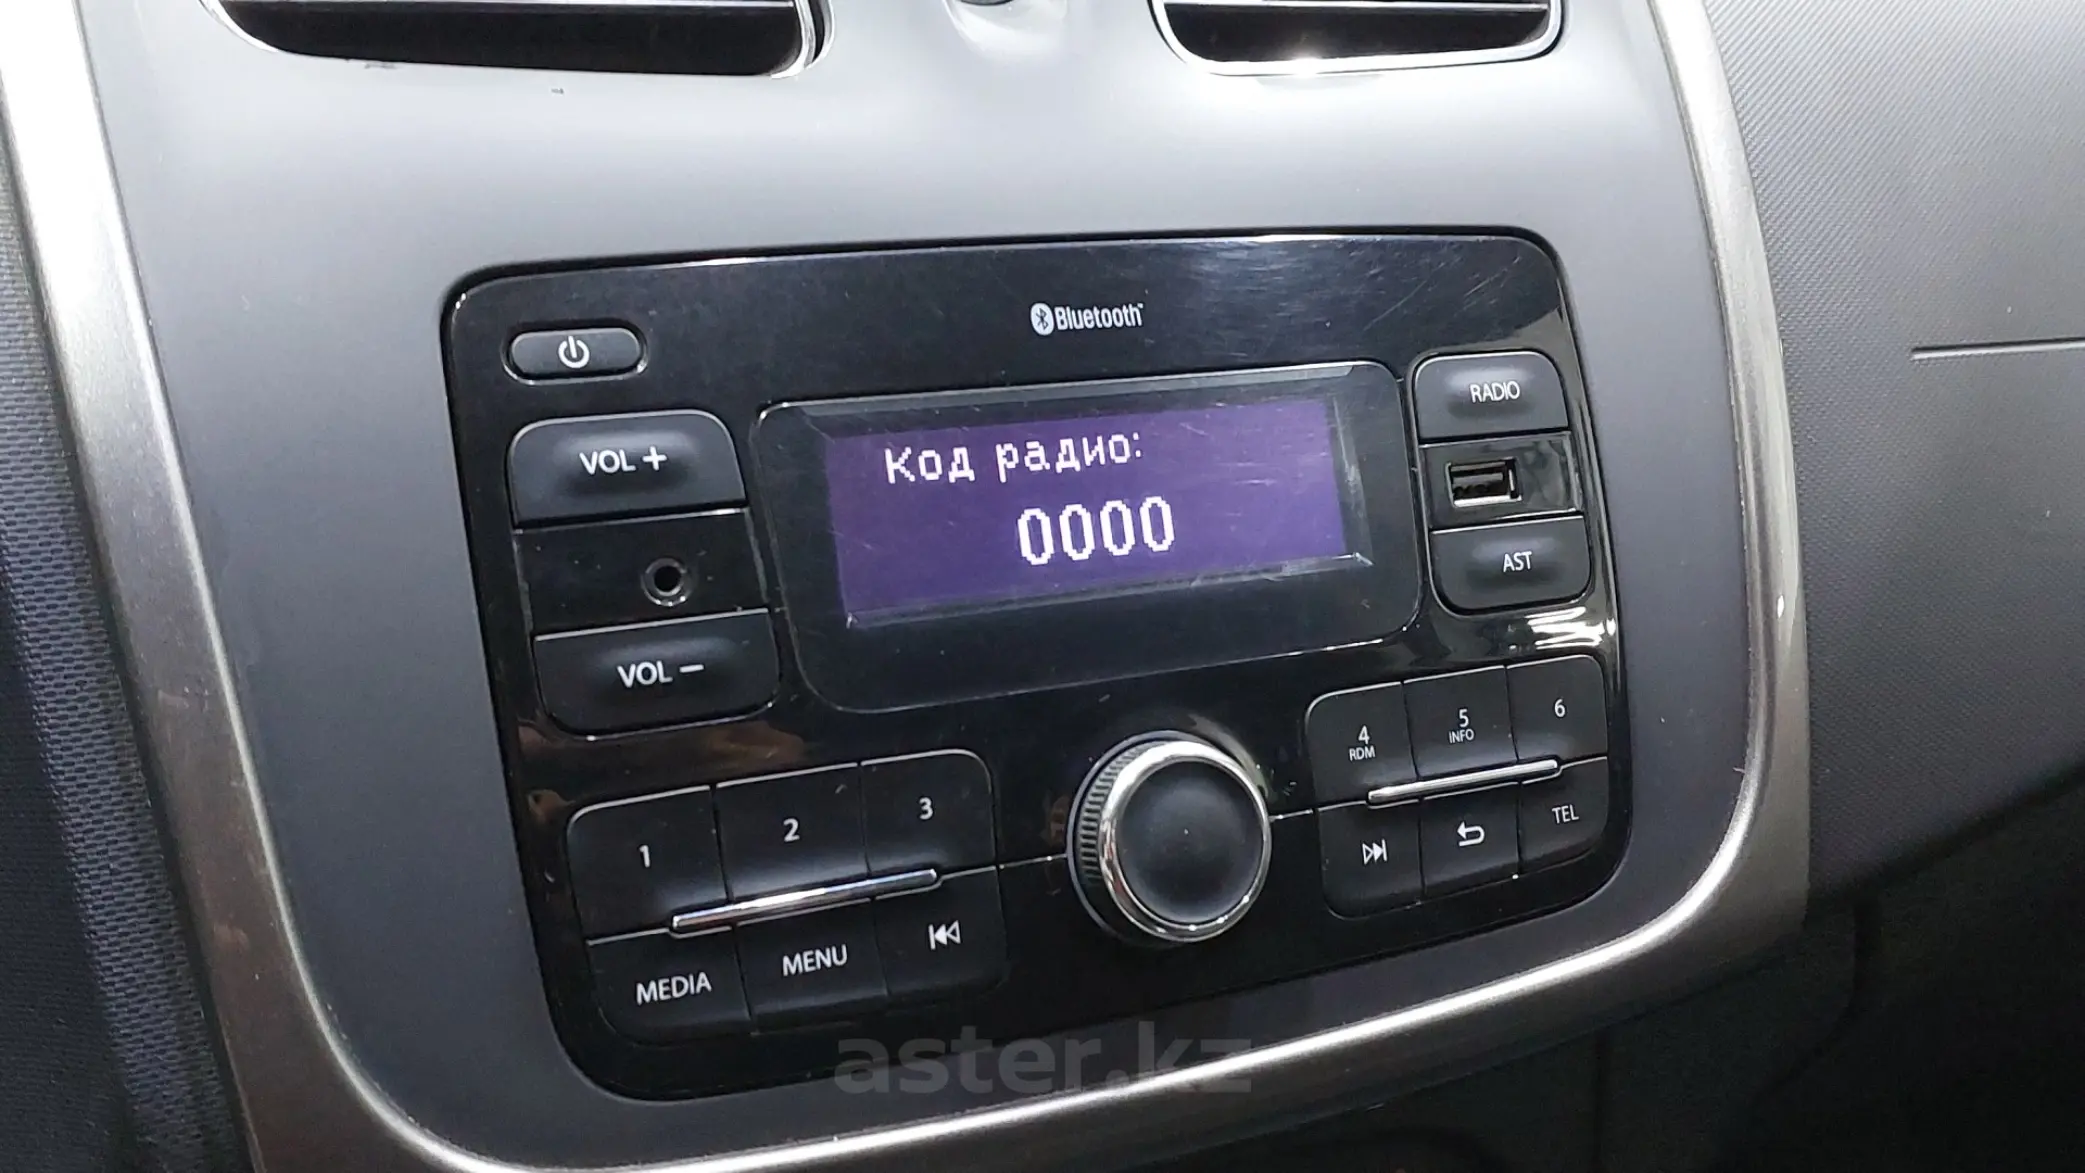 Bluetooth
VOL +
RADIO
Код радио:
0000
AST
VOL −
1
2
3
4
RDM
5
INFO
6
MEDIA
MENU
TEL
aster.kz